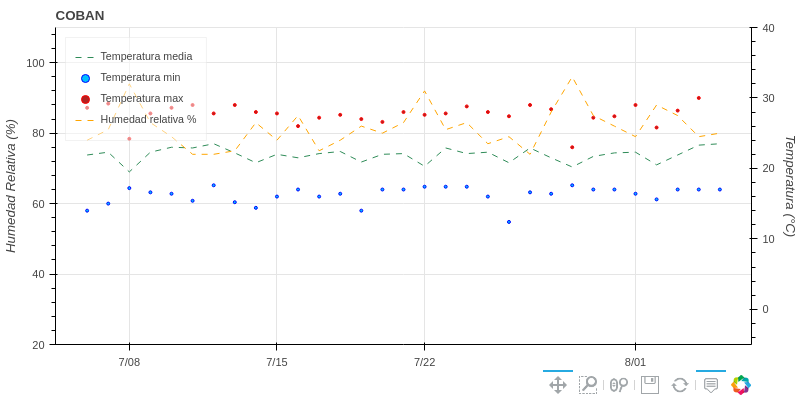 COBAN
Temperatura media
Temperatura min
Temperatura max
Humedad relativa %
Humedad Relativa (%)
100
80
60
40
20
Temperatura (°C)
40
30
20
10
0
7/08
7/15
7/22
8/01